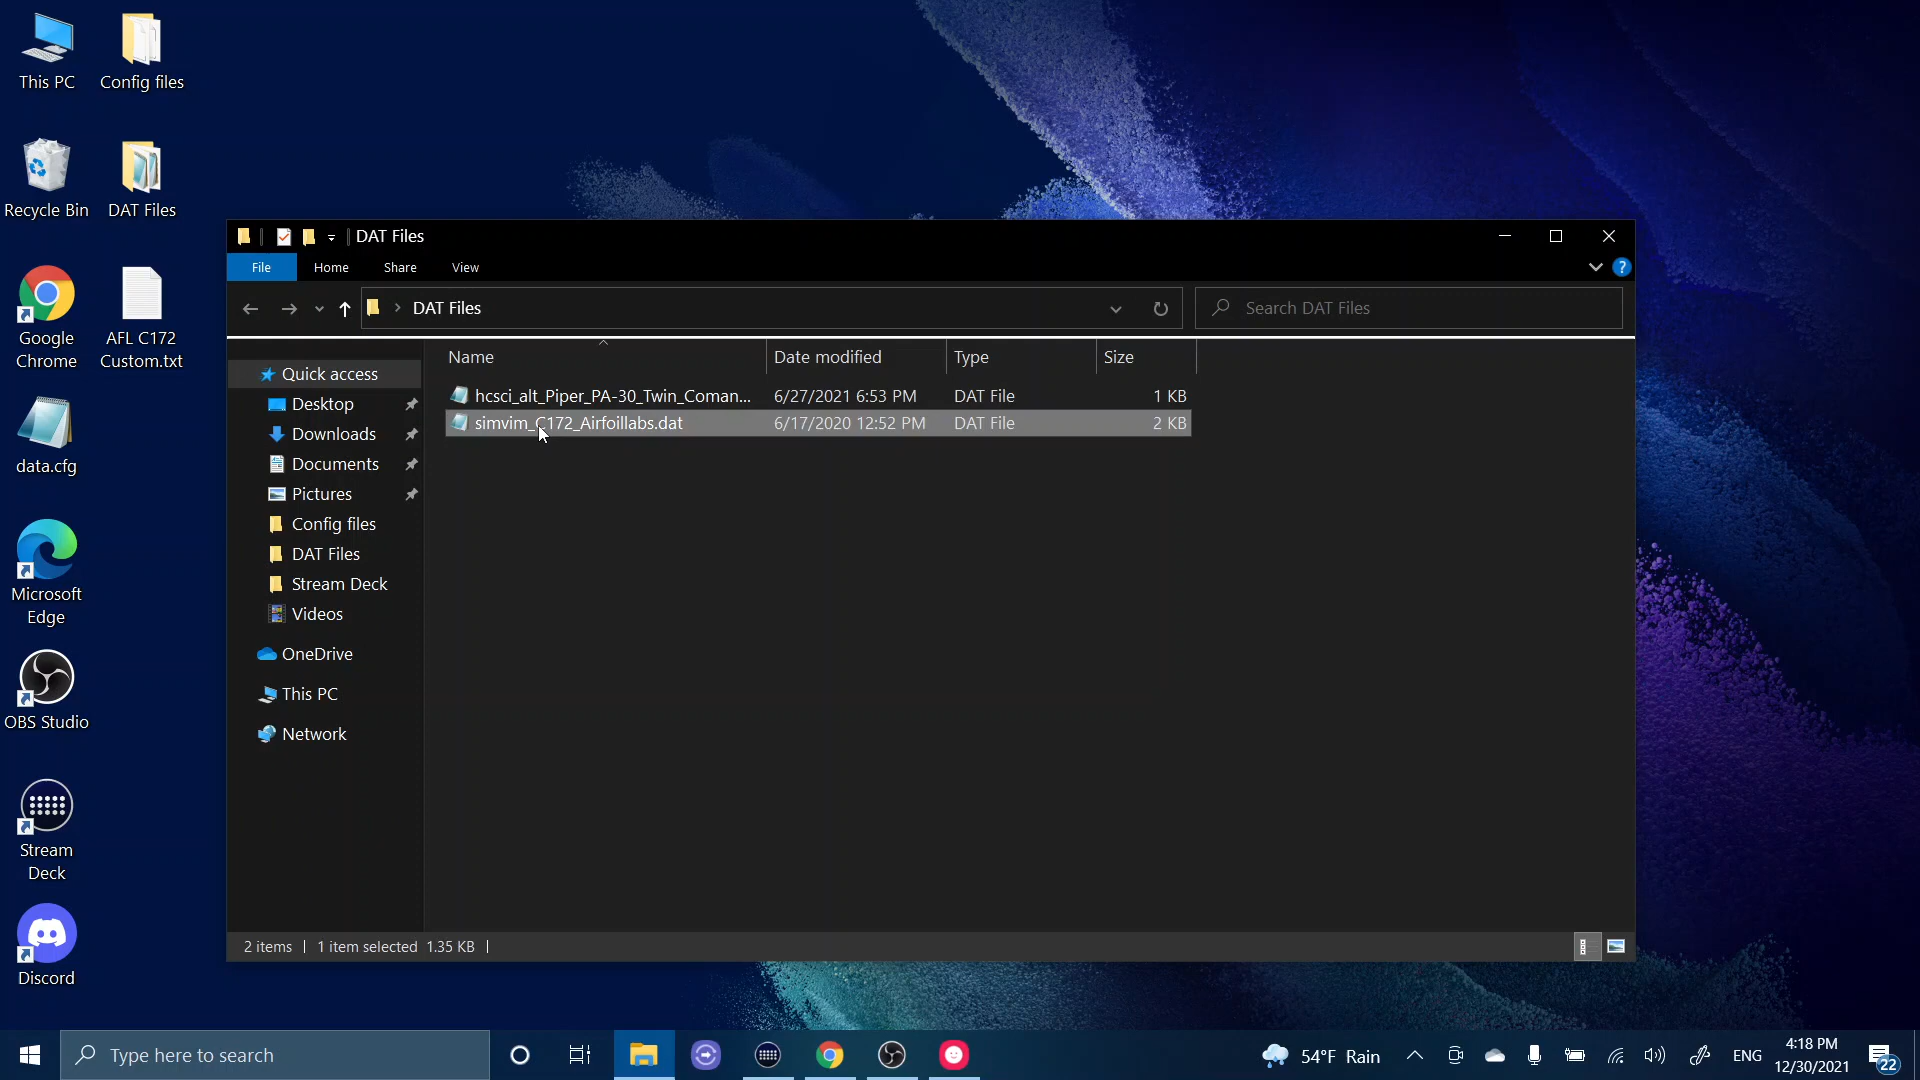 This PC
Config files
Recycle Bin
DAT Files
Google
Chrome
AFL C172
Custom.txt
data.cfg
Microsoft
Edge
OBS Studio
Stream
Deck
Discord
DAT Files
File
Home
Share
View
?
DAT Files
Search DAT Files
Name
Date modified
Type
Size
hcsci_alt_Piper_PA-30_Twin_Coman...
6/27/2021 6:53 PM
DAT File
1 KB
simvim_C172_Airfoillabs.dat
6/17/2020 12:52 PM
DAT File
2 KB
Quick access
Desktop
Downloads
Documents
Pictures
Config files
DAT Files
Stream Deck
Videos
OneDrive
This PC
Network
2 items
1 item selected 1.35 KB
Type here to search
54°F Rain
ENG
4:18 PM
12/30/2021
22